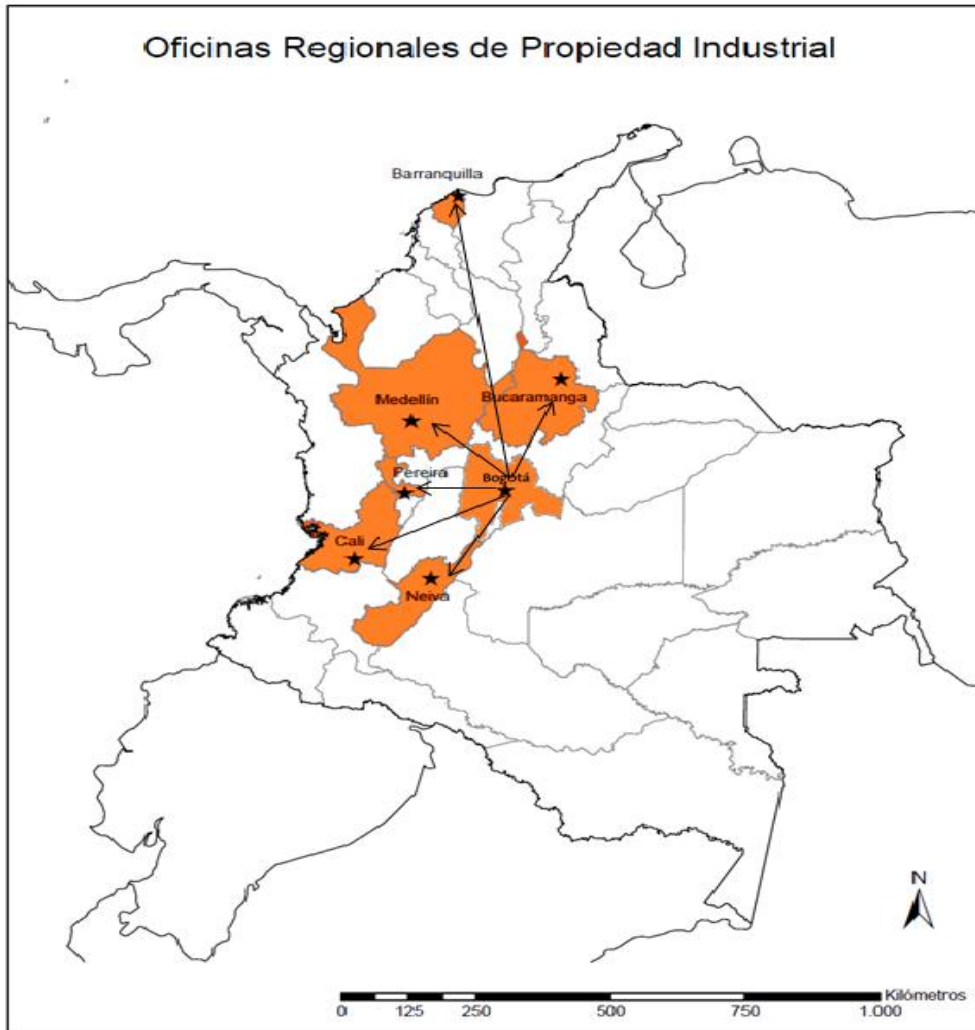 Oficinas Regionales de Propiedad Industrial
Barranquilla
Medellín
Bucaramanga
Pereira
Bogotá
Cali
Neiva
N
Kilómetros
0 125 250 500 750 1.000